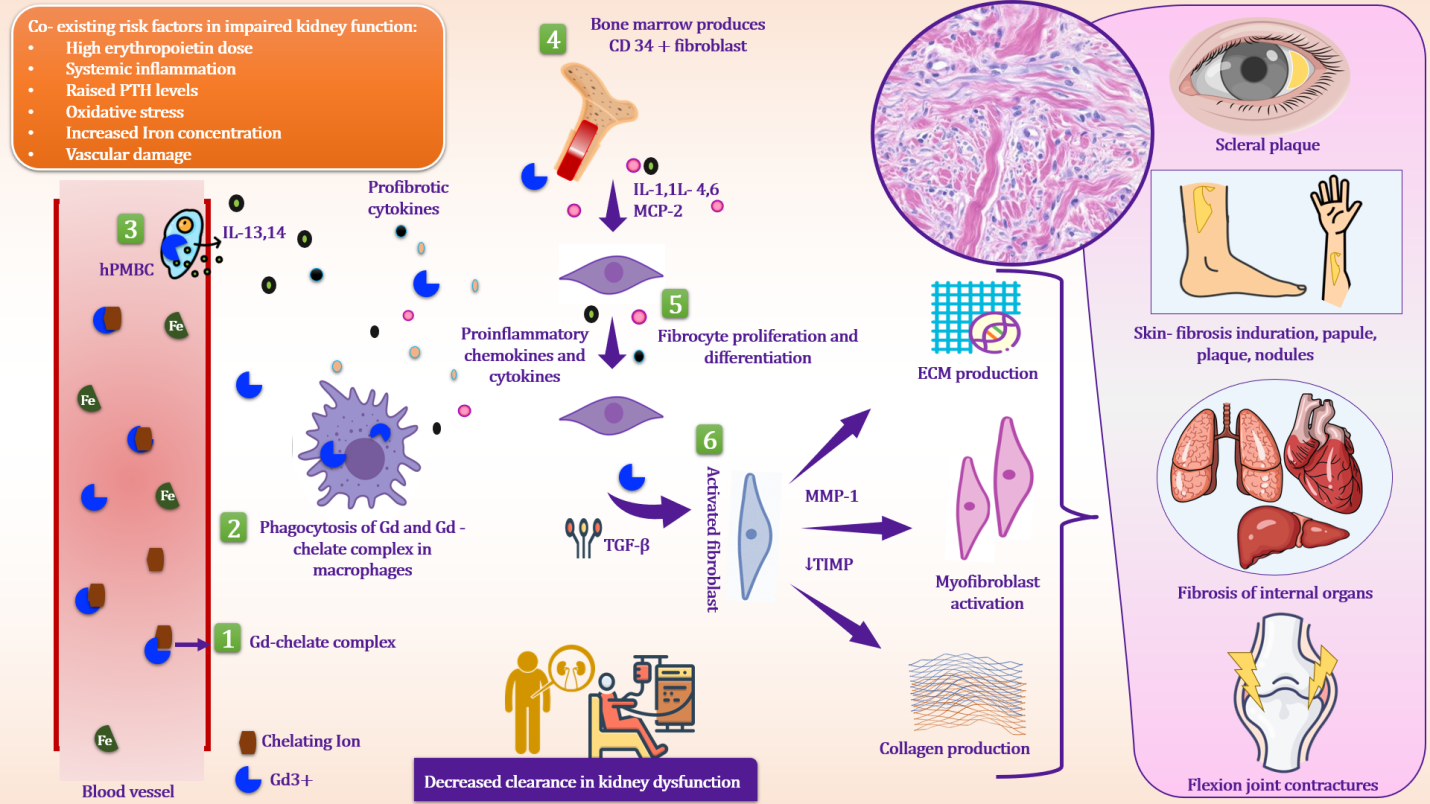 Co- existing risk factors in impaired kidney function:
• High erythropoietin dose
• Systemic inflammation
• Raised PTH levels
• Oxidative stress
• Increased Iron concentration
• Vascular damage
4
Bone marrow produces
CD 34 + fibroblast
IL-1,1L- 4,6
MCP-2
Profibrotic
cytokines
3
hPMBC
IL-13,14
Fe
Fe
Fe
Fe
5
Fibrocyte proliferation and
differentiation
Proinflammatory
chemokines and
cytokines
2
Phagocytosis of Gd and Gd -
chelate complex in
macrophages
1
Gd-chelate complex
Chelating Ion
Gd3+
Blood vessel
6
Activated fibroblast
TGF-β
MMP-1
↓TIMP
ECM production
Myofibroblast
activation
Collagen production
Decreased clearance in kidney dysfunction
Scleral plaque
Skin- fibrosis induration, papule,
plaque, nodules
Fibrosis of internal organs
Flexion joint contractures